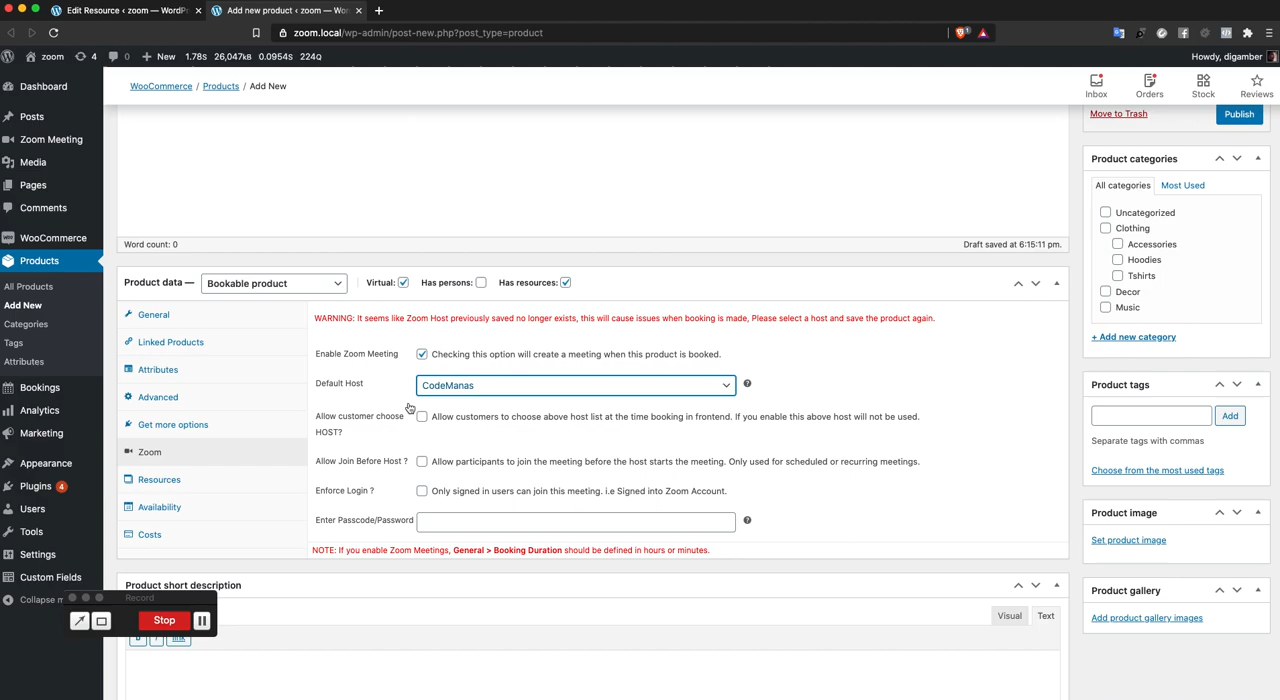 Edit Resource ‹ zoom — WordPr
Add new product ‹ zoom — Wor
zoom.local/wp-admin/post-new.php?post_type=product
zoom 4 0 New 1.78S 26,047kB 0.0954S 224Q Howdy, digamber
Dashboard
Posts
Zoom Meeting
Media
Pages
Comments
WooCommerce
Products
All Products
Add New
Categories
Tags
Attributes
Bookings
Analytics
Marketing
Appearance
Plugins 4
Users
Tools
Settings
Custom Fields
Collapse m
WooCommerce / Products / Add New
Inbox Orders Stock Reviews
Word count: 0 Draft saved at 6:15:11 pm.
Product data — Bookable product Virtual: Has persons: Has resources:
General
Linked Products
Attributes
Advanced
Get more options
Zoom
Resources
Availability
Costs
WARNING: It seems like Zoom Host previously saved no longer exists, this will cause issues when booking is made, Please select a host and save the product again.
Enable Zoom Meeting Checking this option will create a meeting when this product is booked.
Default Host CodeManas
Allow customer choose Allow customers to choose above host list at the time booking in frontend. If you enable this above host will not be used.
HOST?
Allow Join Before Host ? Allow participants to join the meeting before the host starts the meeting. Only used for scheduled or recurring meetings.
Enforce Login ? Only signed in users can join this meeting. i.e Signed into Zoom Account.
Enter Passcode/Password
NOTE: If you enable Zoom Meetings, General > Booking Duration should be defined in hours or minutes.
Product short description
Visual Text
link
Record
Stop
Move to Trash Publish
Product categories
All categories Most Used
Uncategorized
Clothing
Accessories
Hoodies
Tshirts
Decor
Music
+ Add new category
Product tags
Add
Separate tags with commas
Choose from the most used tags
Product image
Set product image
Product gallery
Add product gallery images